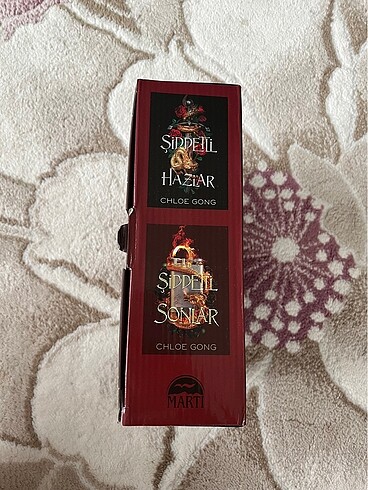 ŞİDDETLİ
HAZLAR
CHLOE GONG
ŞİDDETLİ
SONLAR
CHLOE GONG
MARTI